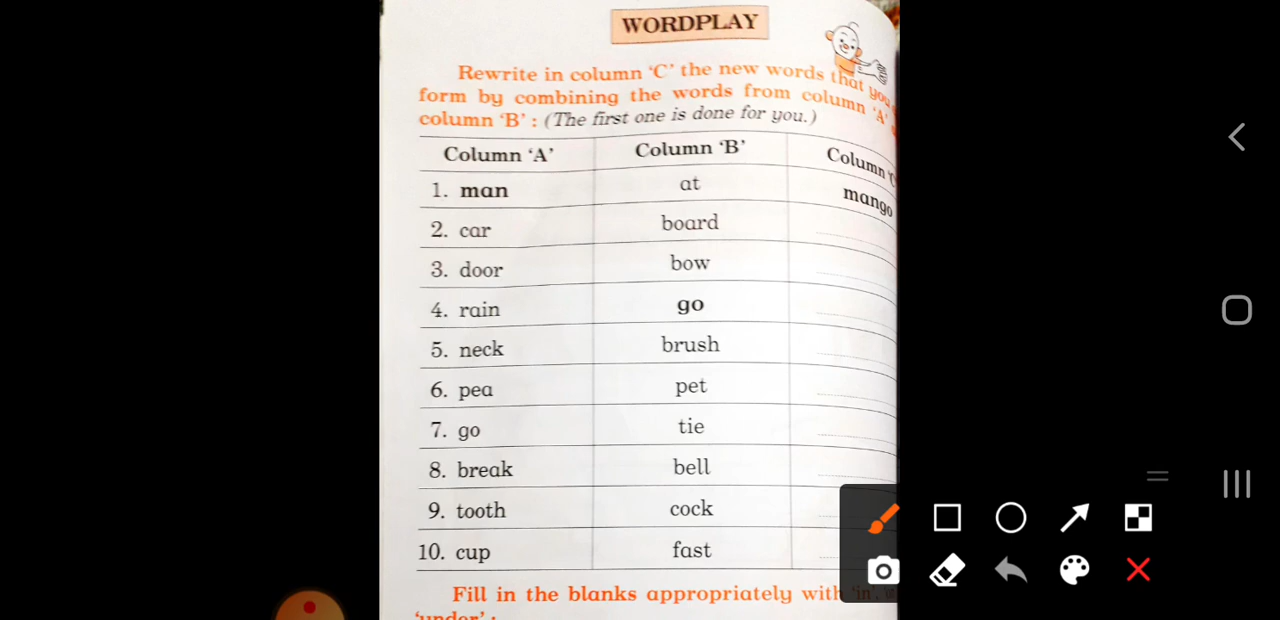 WORDPLAY
Rewrite in column ‘C’ the new words that you
form by combining the words from column ‘A’
column ‘B’ : (The first one is done for you.)
Column ‘A’ Column ‘B’ Column ‘C
1. man at mango
2. car board
3. door bow
4. rain go
5. neck brush
6. pea pet
7. go tie
8. break bell
9. tooth cock
10. cup fast
Fill in the blanks appropriately with ‘in’,
‘under’ :